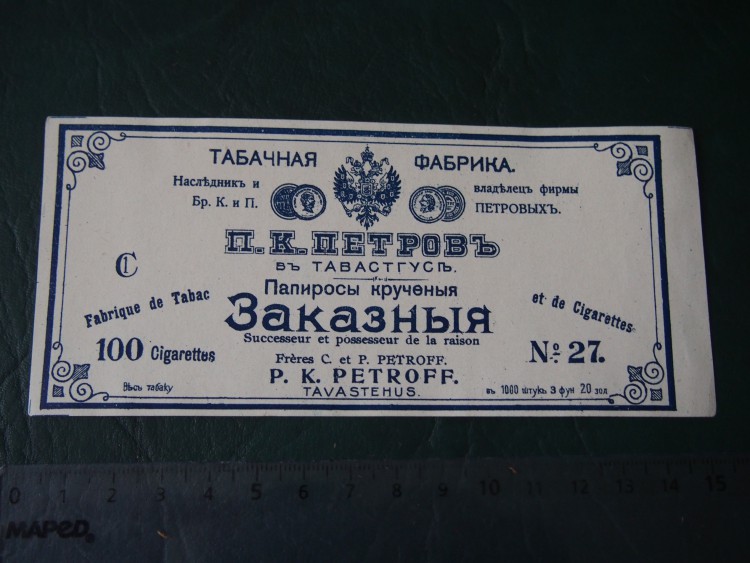 ТАБАЧНАЯ ФАБРИКА.
Наслѣдникъ и владѣлецъ фирмы
Бр. К. и П. ПЕТРОВЫХЪ.
П. К. ПЕТРОВЪ
ВЪ ТАВАСТГУСѢ.
Папиросы крученыя
Fabrique de Tabac et de Cigarettes
Заказныя
Successeur et possesseur de la raison
100 Cigarettes № 27.
Frères C. et P. PETROFF.
P. K. PETROFF.
Вѣсъ табаку въ 1000 штукъ 3 фун 20 зол
TAVASTEHUS.
0 1 2 3 4 5 6 7 8 9 10 11 12 13 14 15
MAPED